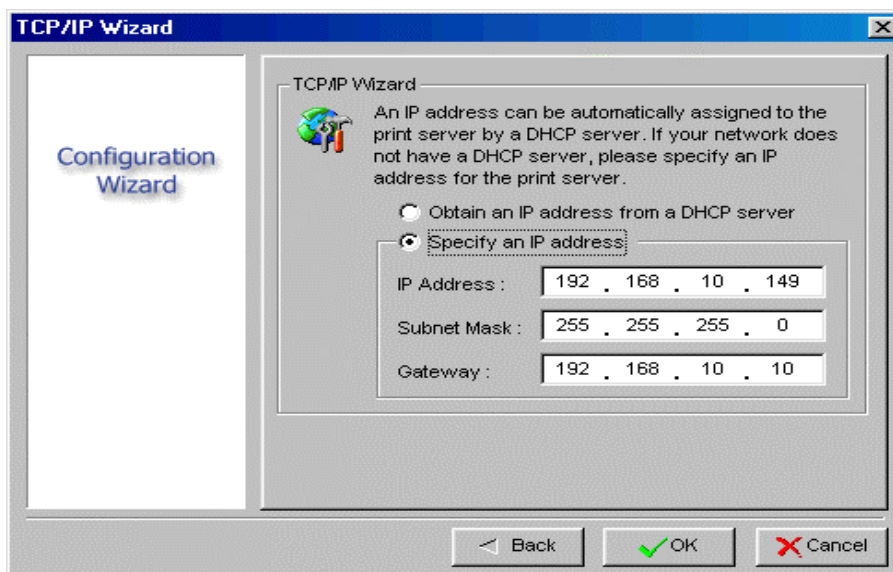 TCP/IP Wizard
Configuration
Wizard
TCP/IP Wizard
An IP address can be automatically assigned to the
print server by a DHCP server. If your network does
not have a DHCP server, please specify an IP
address for the print server.
Obtain an IP address from a DHCP server
Specify an IP address
IP Address : 192 . 168 . 10 . 149
Subnet Mask : 255 . 255 . 255 . 0
Gateway : 192 . 168 . 10 . 10
Back OK Cancel